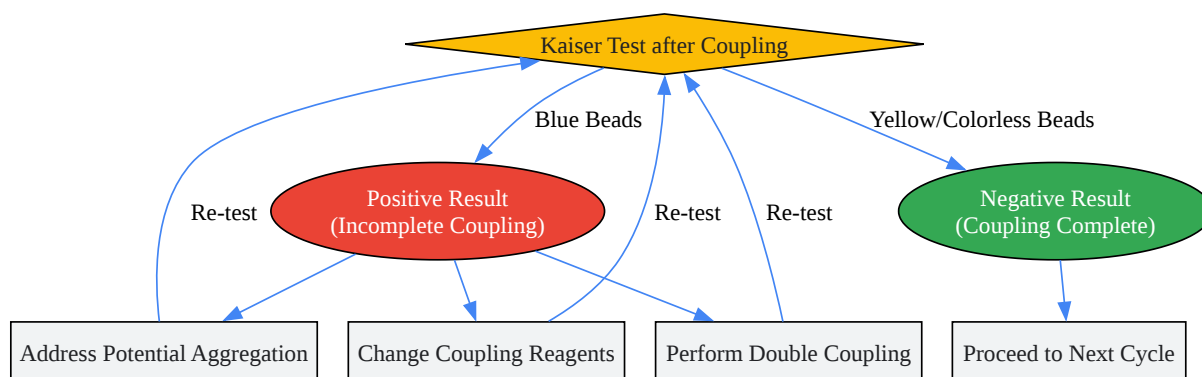 Kaiser Test after Coupling
Blue Beads
Yellow/Colorless Beads
Re-test
Positive Result
(Incomplete Coupling)
Re-test
Re-test
Negative Result
(Coupling Complete)
Address Potential Aggregation
Change Coupling Reagents
Perform Double Coupling
Proceed to Next Cycle